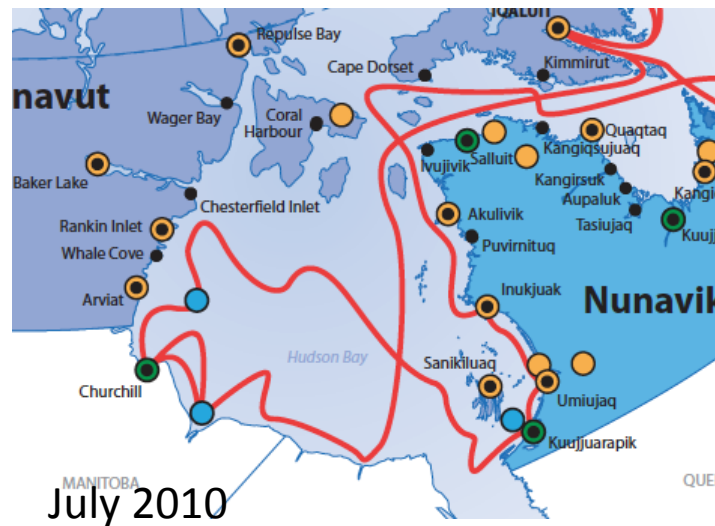 IQALUIT
Repulse Bay
Kimmirut
Cape Dorset
navut
Wager Bay
Coral
Harbour
Quaqtaq
Kangiqsujuaq
Salluit
Ivujivik
Baker Lake
Kangirsuk
Kangi
Aupaluk
Chesterfield Inlet
Tasiujaq
Akulivik
Rankin Inlet
Kuujj
Puvirnituq
Whale Cove
Arviat
Inukjuak
Nunavik
Hudson Bay
Sanikiluaq
Churchill
Umiujaq
Kuujjuarapik
MANITOBA
QUE
July 2010